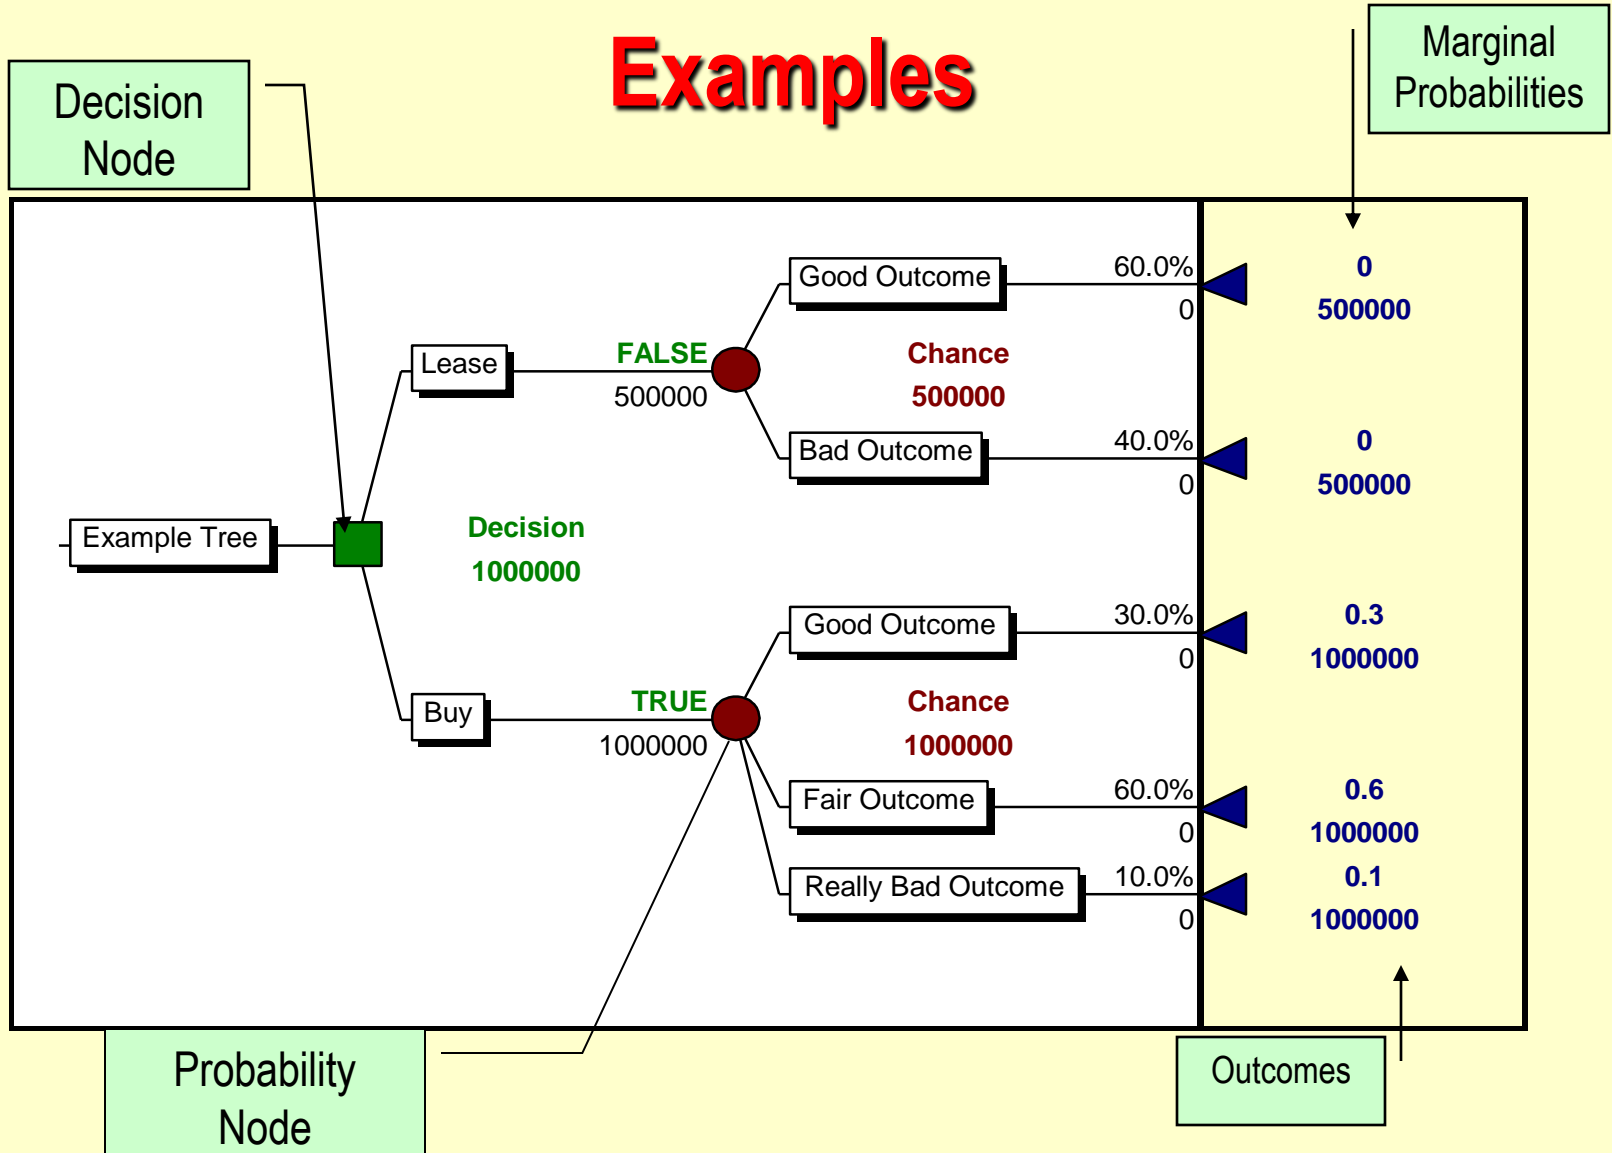 Examples
Marginal
Probabilities
Decision
Node
Good Outcome
60.0%
0
0
500000
Lease
FALSE
500000
Chance
500000
Bad Outcome
40.0%
0
0
500000
Example Tree
Decision
1000000
Good Outcome
30.0%
0
0.3
1000000
Buy
TRUE
1000000
Chance
1000000
Fair Outcome
60.0%
0
0.6
1000000
Really Bad Outcome
10.0%
0
0.1
1000000
Probability
Node
Outcomes